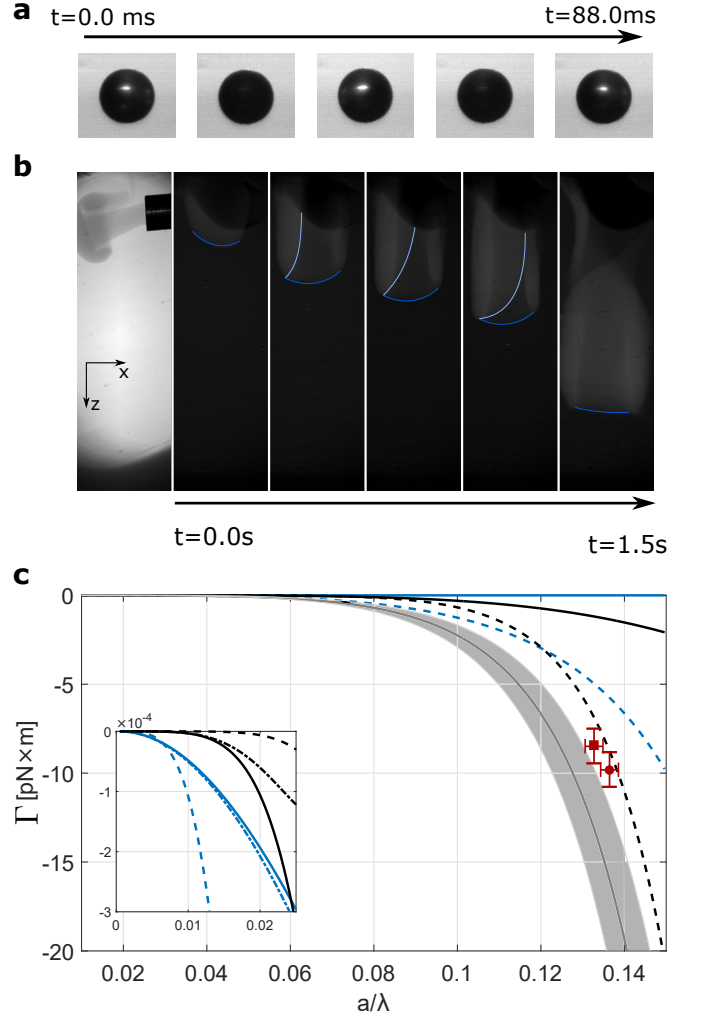 a
t=0.0 ms
t=88.0ms
b
x
z
t=0.0s
t=1.5s
c
0
-5
-10
-15
-20
Γ [pN×m]
×10⁻⁴
0
-1
-2
-3
0 0.01 0.02
0.02 0.04 0.06 0.08 0.1 0.12 0.14
a/λ